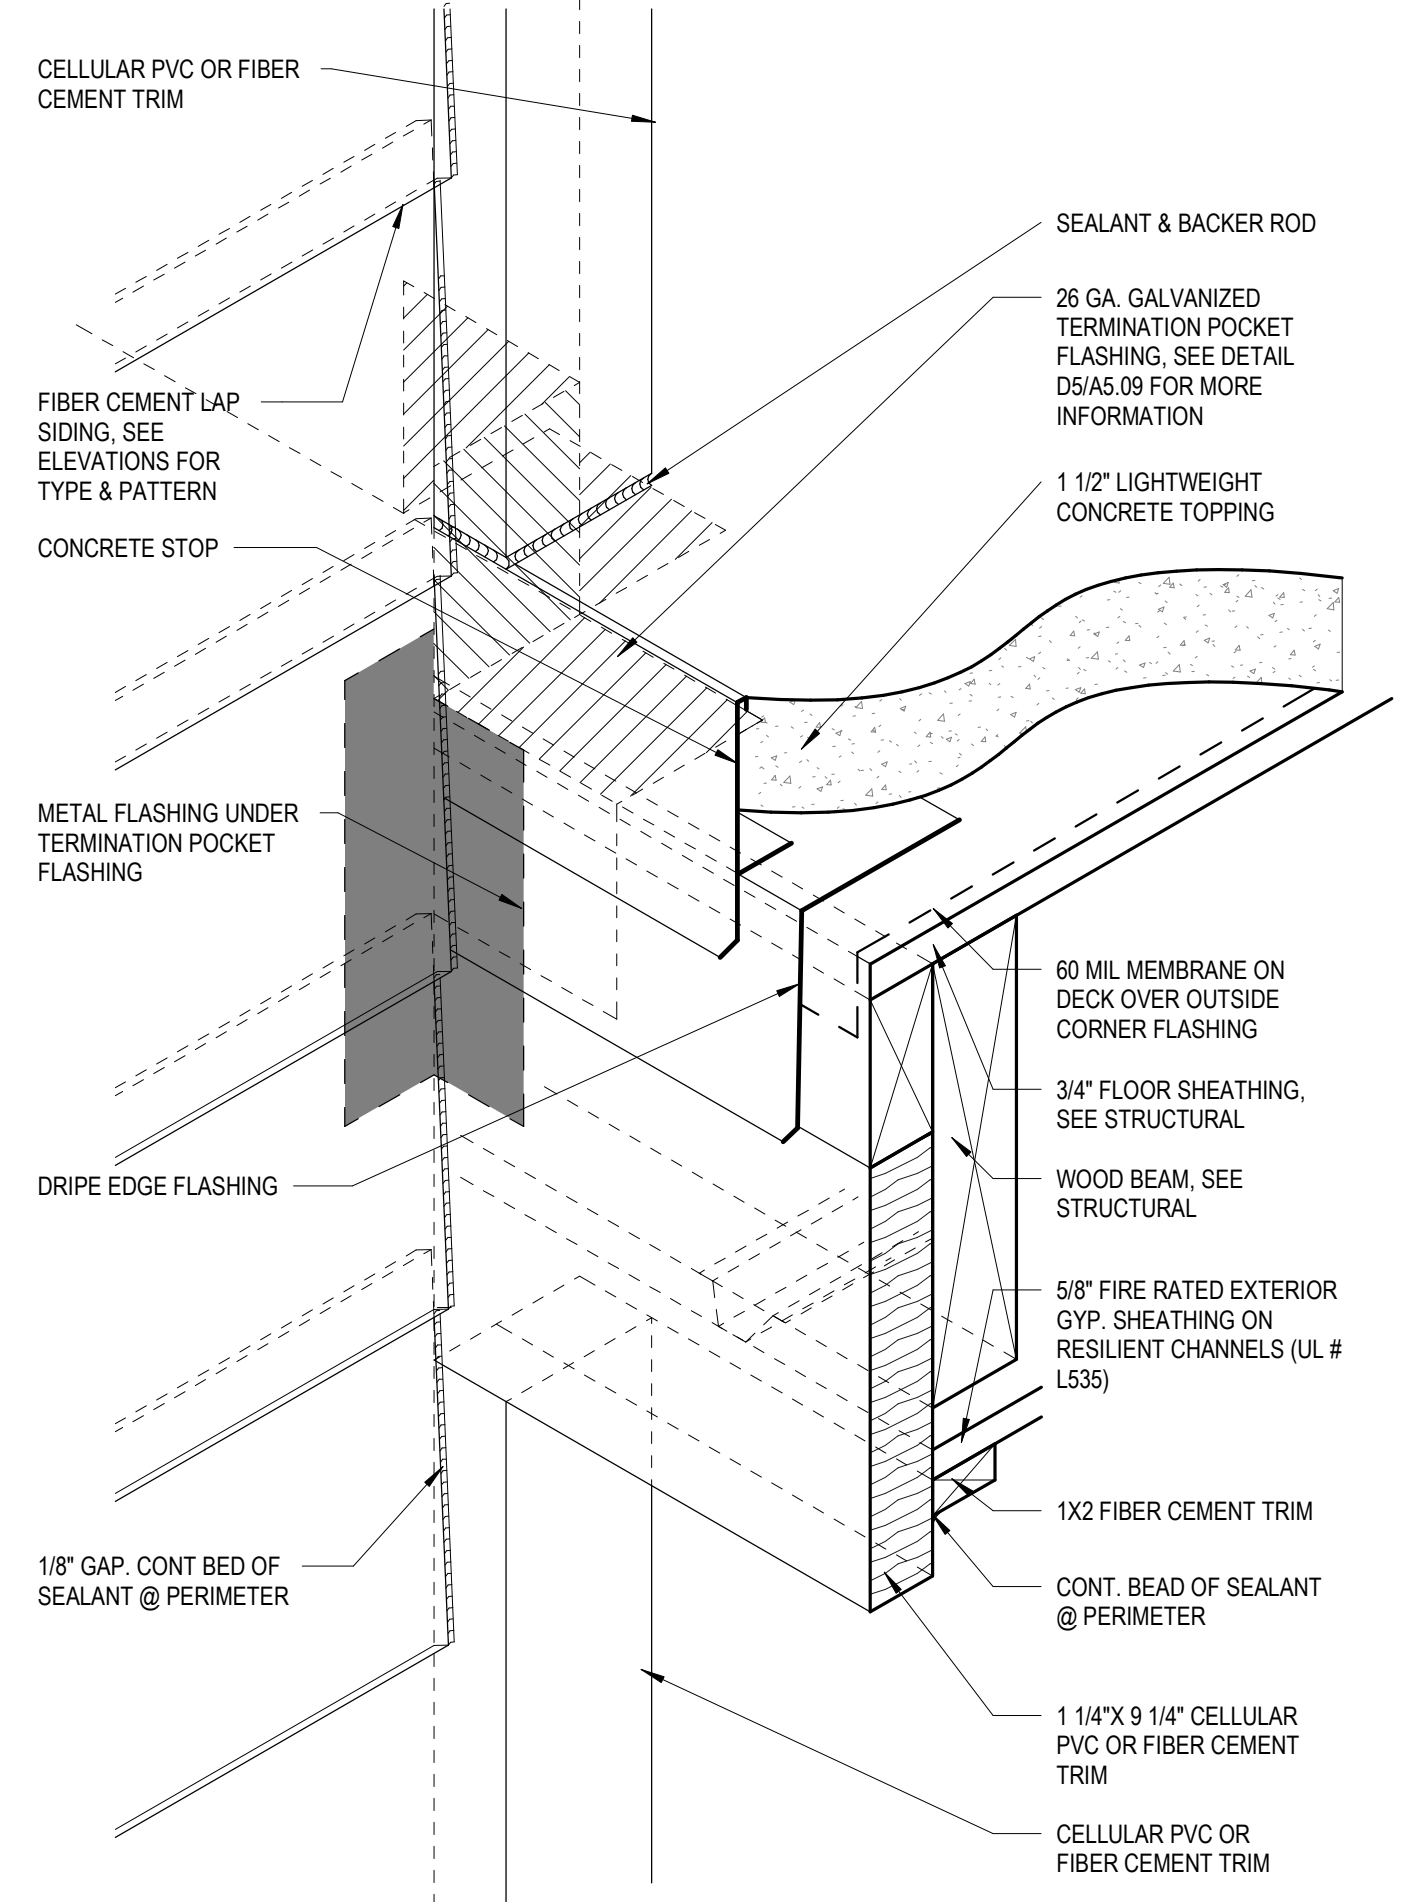 CELLULAR PVC OR FIBER
CEMENT TRIM
FIBER CEMENT LAP
SIDING, SEE
ELEVATIONS FOR
TYPE & PATTERN
CONCRETE STOP
METAL FLASHING UNDER
TERMINATION POCKET
FLASHING
DRIPE EDGE FLASHING
1/8" GAP. CONT BED OF
SEALANT @ PERIMETER
SEALANT & BACKER ROD
26 GA. GALVANIZED
TERMINATION POCKET
FLASHING, SEE DETAIL
D5/A5.09 FOR MORE
INFORMATION
1 1/2" LIGHTWEIGHT
CONCRETE TOPPING
60 MIL MEMBRANE ON
DECK OVER OUTSIDE
CORNER FLASHING
3/4" FLOOR SHEATHING,
SEE STRUCTURAL
WOOD BEAM, SEE
STRUCTURAL
5/8" FIRE RATED EXTERIOR
GYP. SHEATHING ON
RESILIENT CHANNELS (UL #
L535)
1X2 FIBER CEMENT TRIM
CONT. BEAD OF SEALANT
@ PERIMETER
1 1/4"X 9 1/4" CELLULAR
PVC OR FIBER CEMENT
TRIM
CELLULAR PVC OR
FIBER CEMENT TRIM